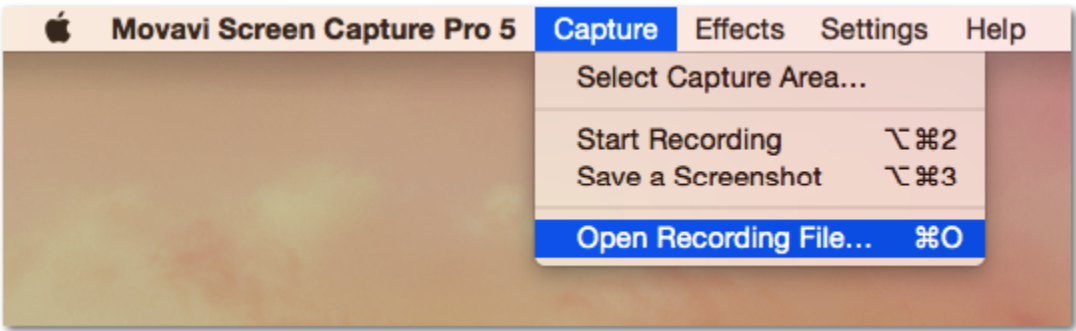 Movavi Screen Capture Pro 5 Capture Effects Settings Help
Select Capture Area...
Start Recording ⌥⌘2
Save a Screenshot ⌥⌘3
Open Recording File... ⌘O